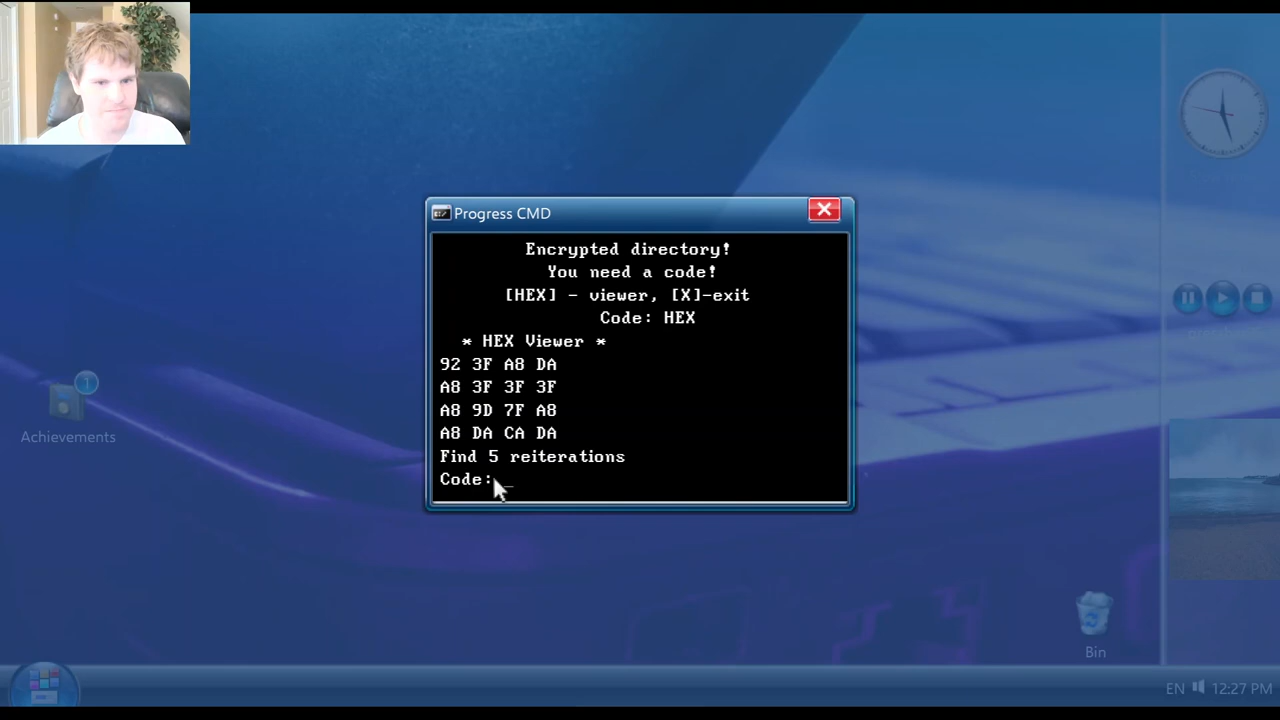 Progress CMD
Encrypted directory!
You need a code!
[HEX] - viewer, [X]-exit
Code: HEX
* HEX Viewer *
92 3F A8 DA
A8 3F 3F 3F
A8 9D 7F A8
A8 DA CA DA
Find 5 reiterations
Code: _
1
Achievements
Bin
EN 12:27 PM